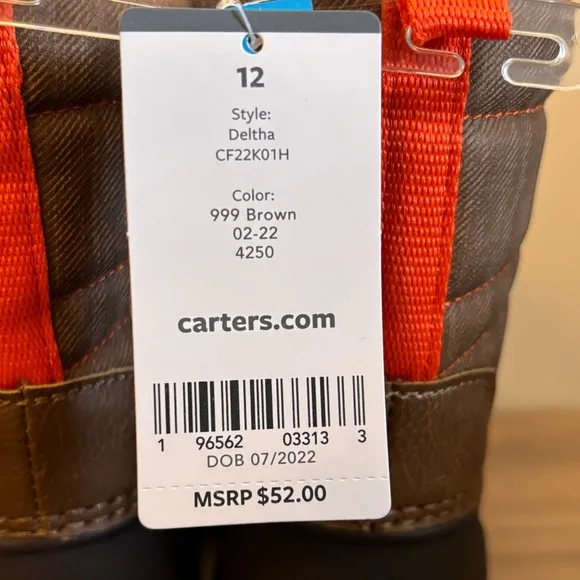 12
Style:
Deltha
CF22K01H
Color:
999 Brown
02-22
4250
carters.com
1 96562 03313 3
DOB 07/2022
MSRP $52.00